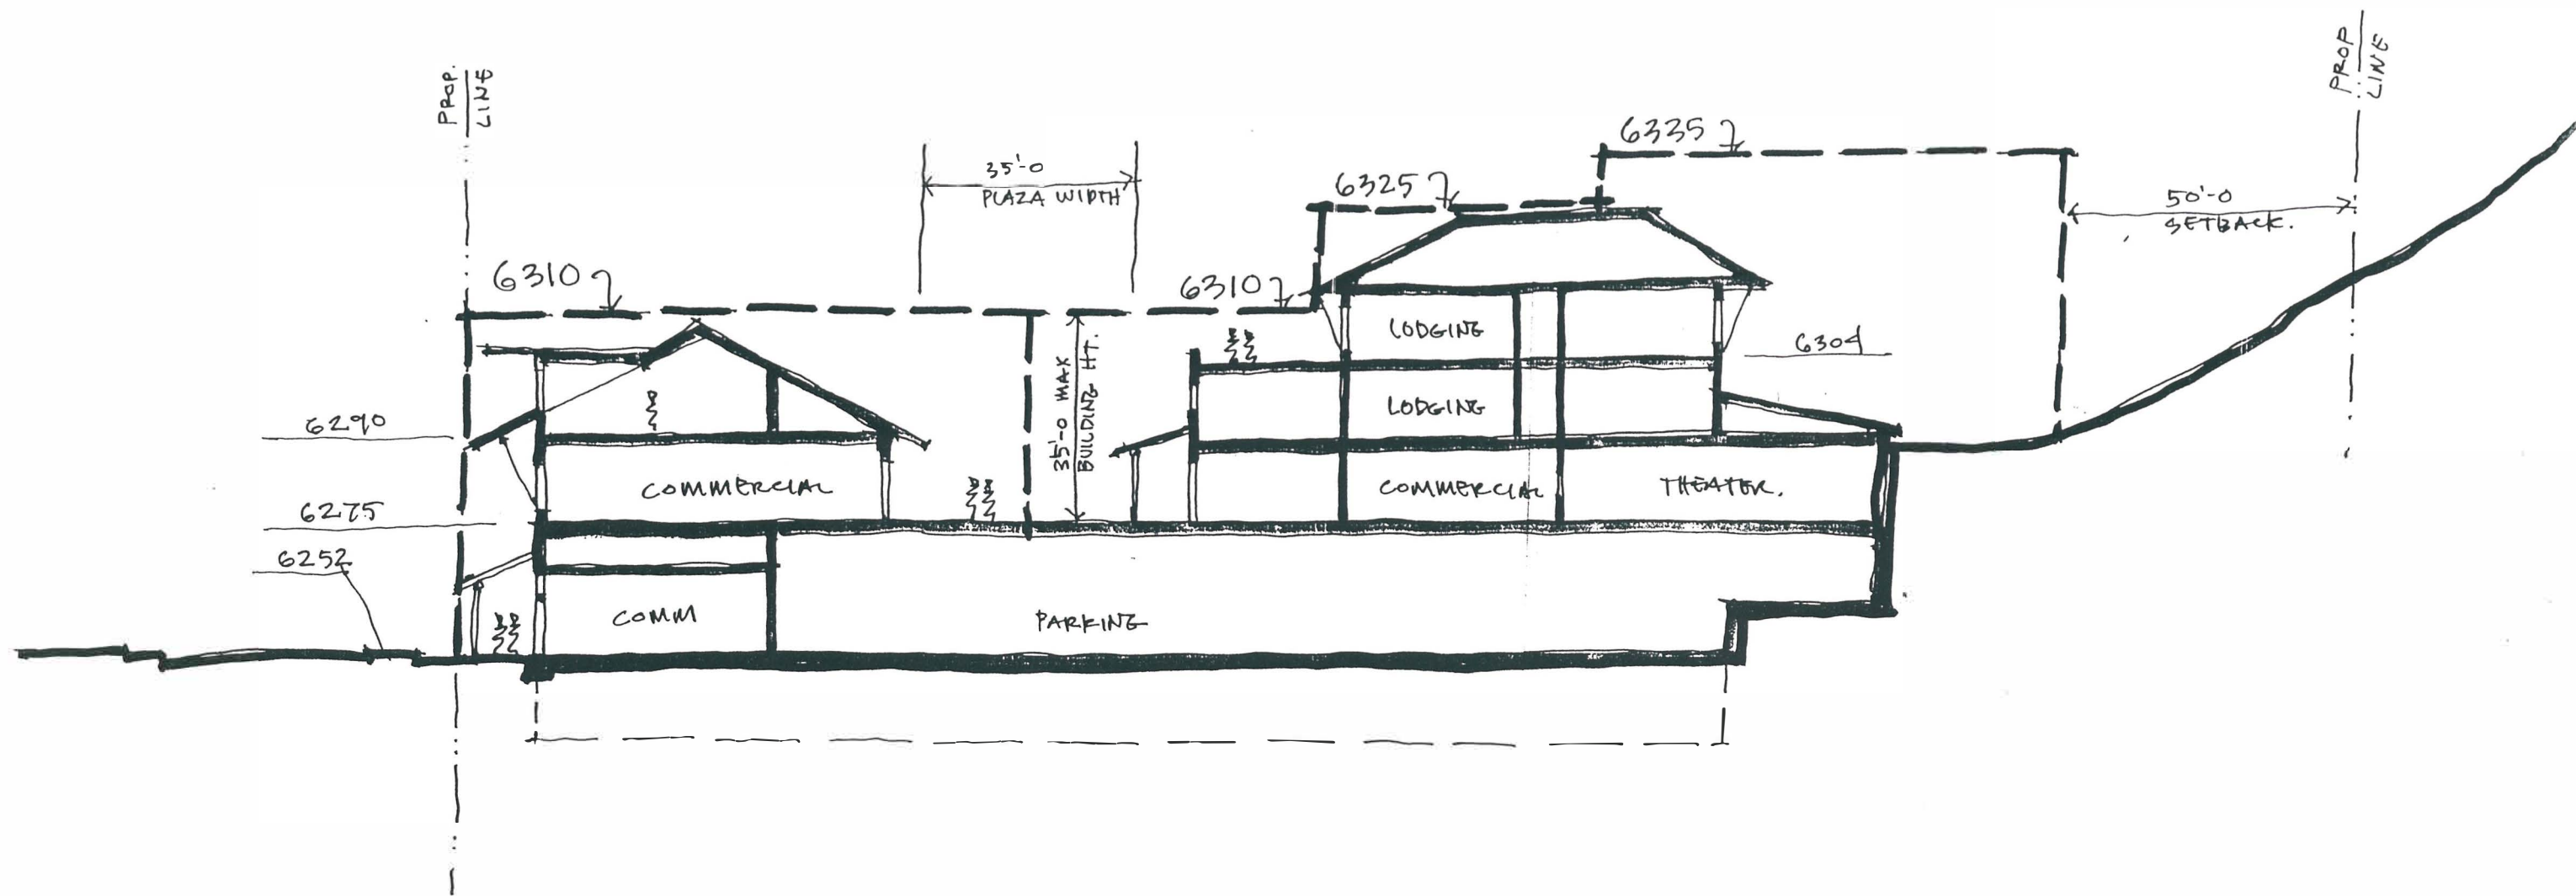 PROP.
LINE
PROP
LINE
6335
35'-0
PLAZA WIDTH
6325
50'-0
SETBACK.
6310
6310
35'-0 MAX
BUILDING HT.
LODGING
6304
LODGING
6290
COMMERCIAL
COMMERCIAL
THEATER.
6275
6252
COMM
PARKING